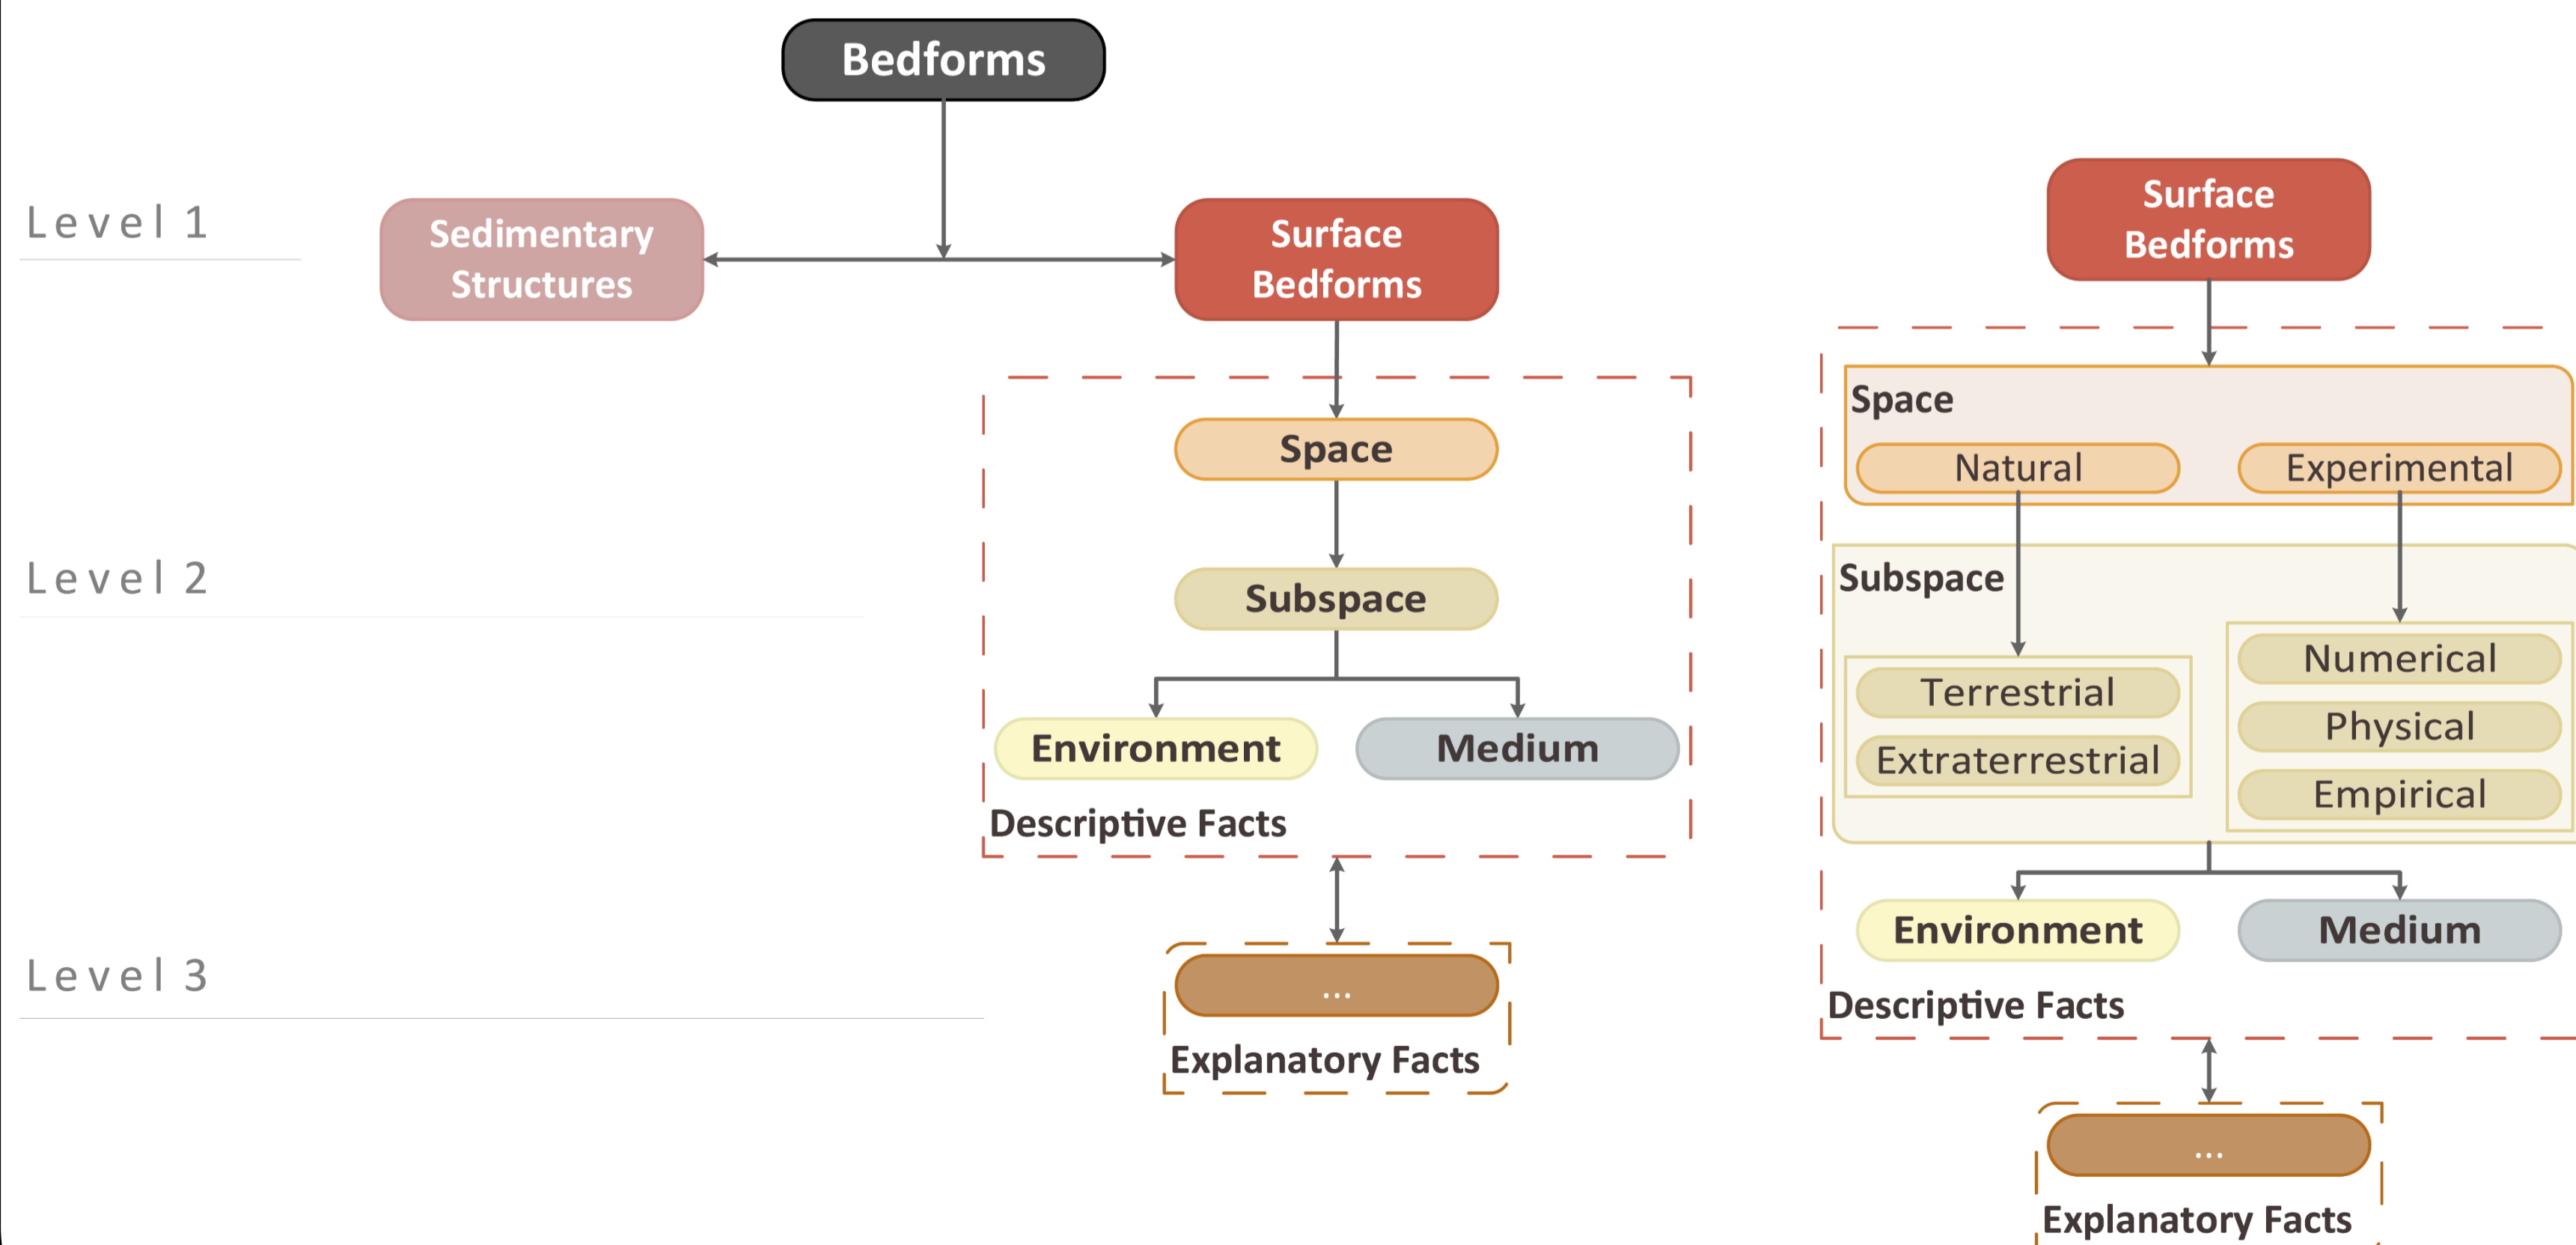 Bedforms
Level 1
Sedimentary
Structures
Surface
Bedforms
Level 2
Space
Subspace
Environment
Medium
Descriptive Facts
Level 3
...
Explanatory Facts
Surface
Bedforms
Space
Natural
Experimental
Subspace
Terrestrial
Extraterrestrial
Numerical
Physical
Empirical
Environment
Medium
Descriptive Facts
...
Explanatory Facts